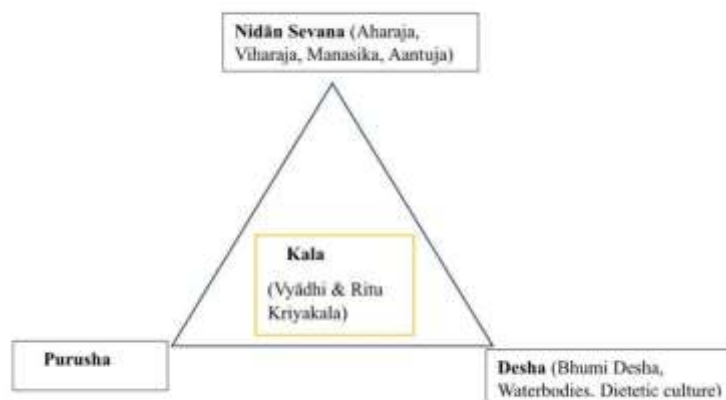 Nidān Sevana (Aharaja,
Viharaja, Manasika, Aantuja)
Kala
(Vyādhi & Ritu
Kriyakala)
Purusha
Desha (Bhumi Desha,
Waterbodies. Dietetic culture)